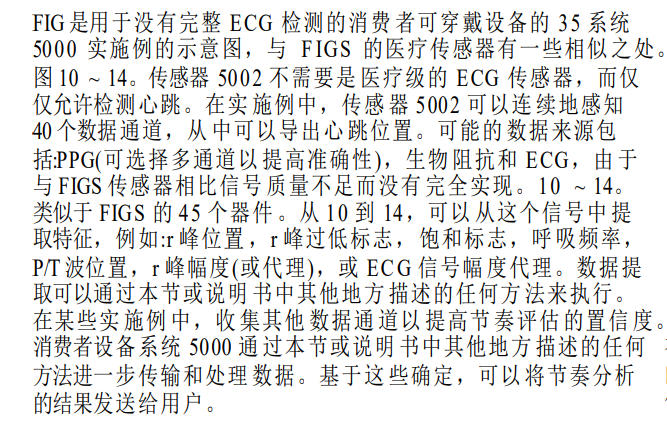 FIG是用于没有完整 ECG 检测的消费者可穿戴设备的 35 系统
5000 实施例的示意图，与 FIGS 的医疗传感器有一些相似之处。
图 10 ~ 14。传感器 5002 不需要是医疗级的 ECG 传感器，而仅
仅允许检测心跳。在实施例中，传感器 5002 可以连续地感知
40 个数据通道，从中可以导出心跳位置。可能的数据来源包
括:PPG(可选择多通道以提高准确性)，生物阻抗和 ECG，由于
与 FIGS 传感器相比信号质量不足而没有完全实现。10 ~ 14。
类似于 FIGS 的 45 个器件。从 10 到 14，可以从这个信号中提
取特征，例如:r 峰位置，r 峰过低标志，饱和标志，呼吸频率，
P/T 波位置，r 峰幅度(或代理)，或 ECG 信号幅度代理。数据提
取可以通过本节或说明书中其他地方描述的任何方法来执行。
在某些实施例中，收集其他数据通道以提高节奏评估的置信度。
消费者设备系统 5000 通过本节或说明书中其他地方描述的任何
方法进一步传输和处理数据。基于这些确定，可以将节奏分析
的结果发送给用户。